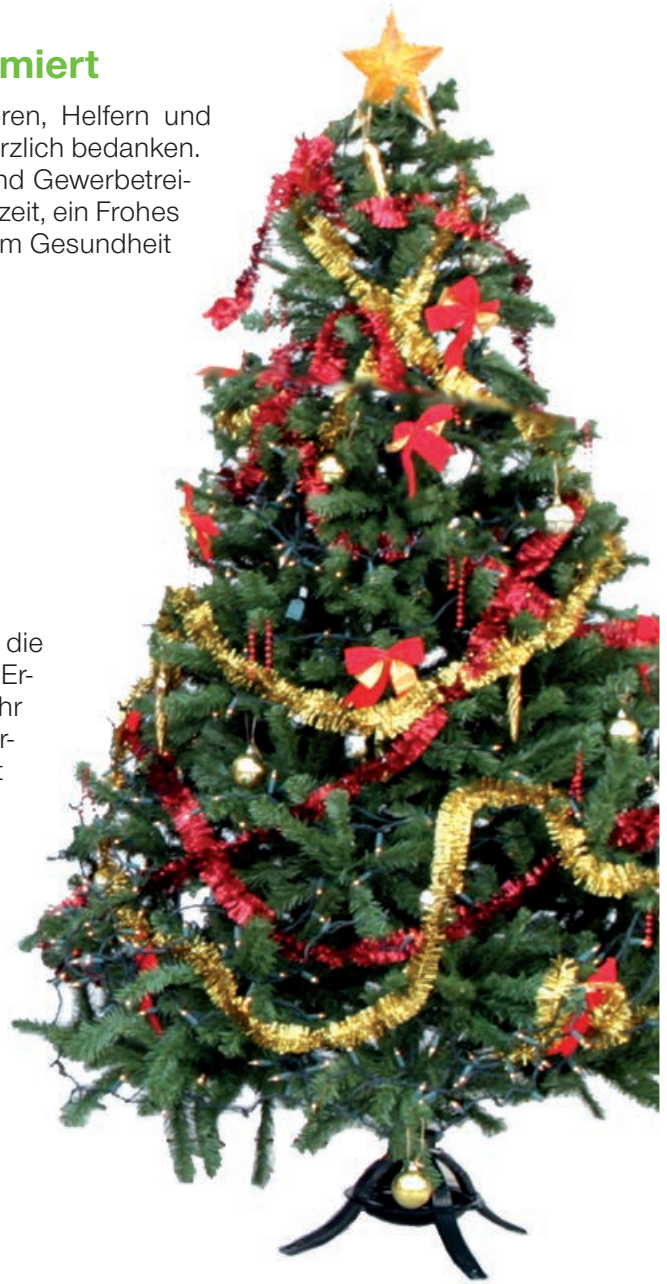 miert
ren, Helfern und
rzlich bedanken.
nd Gewerbetrei-
zeit, ein Frohes
m Gesundheit
die
Er-
hr
r-
t